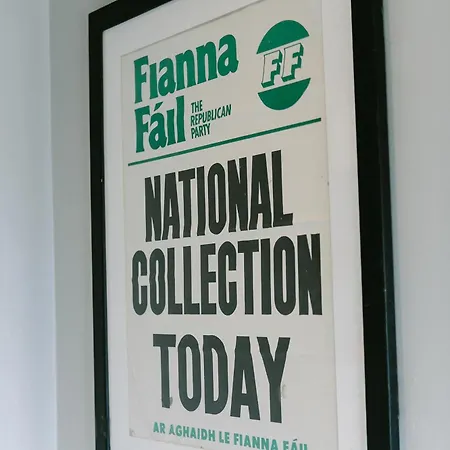 Fianna
Fáil
THE
REPUBLICAN
PARTY
FF
NATIONAL
COLLECTION
TODAY
AR AGHAIDH LE FIANNA FÁIL